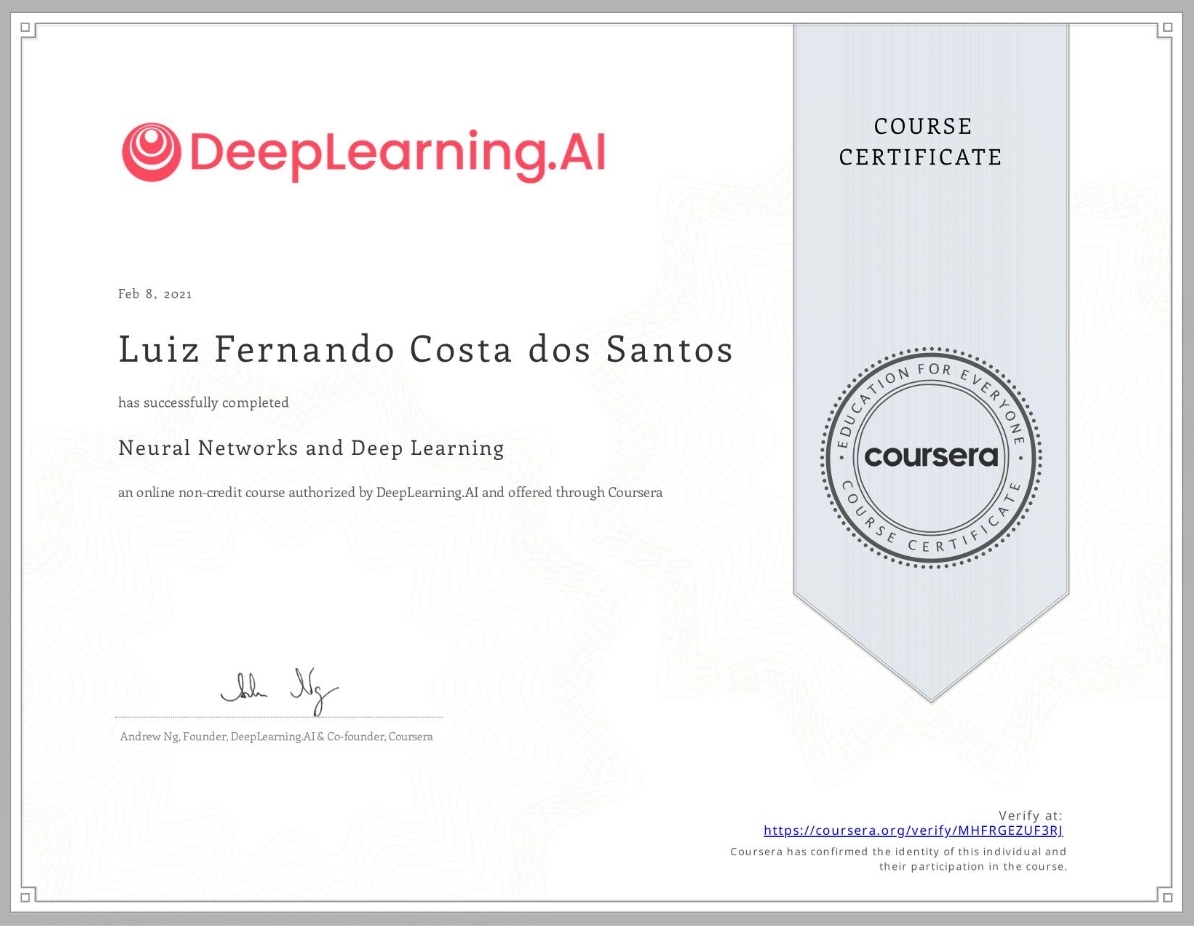 DeepLearning.AI
COURSE
CERTIFICATE
Feb 8, 2021
Luiz Fernando Costa dos Santos
has successfully completed
Neural Networks and Deep Learning
an online non-credit course authorized by DeepLearning.AI and offered through Coursera
EDUCATION FOR EVERYONE
coursera
COURSE CERTIFICATE
Andrew Ng, Founder, DeepLearning.AI & Co-founder, Coursera
Verify at:
https://coursera.org/verify/MHFRGEZUF3RJ
Coursera has confirmed the identity of this individual and
their participation in the course.